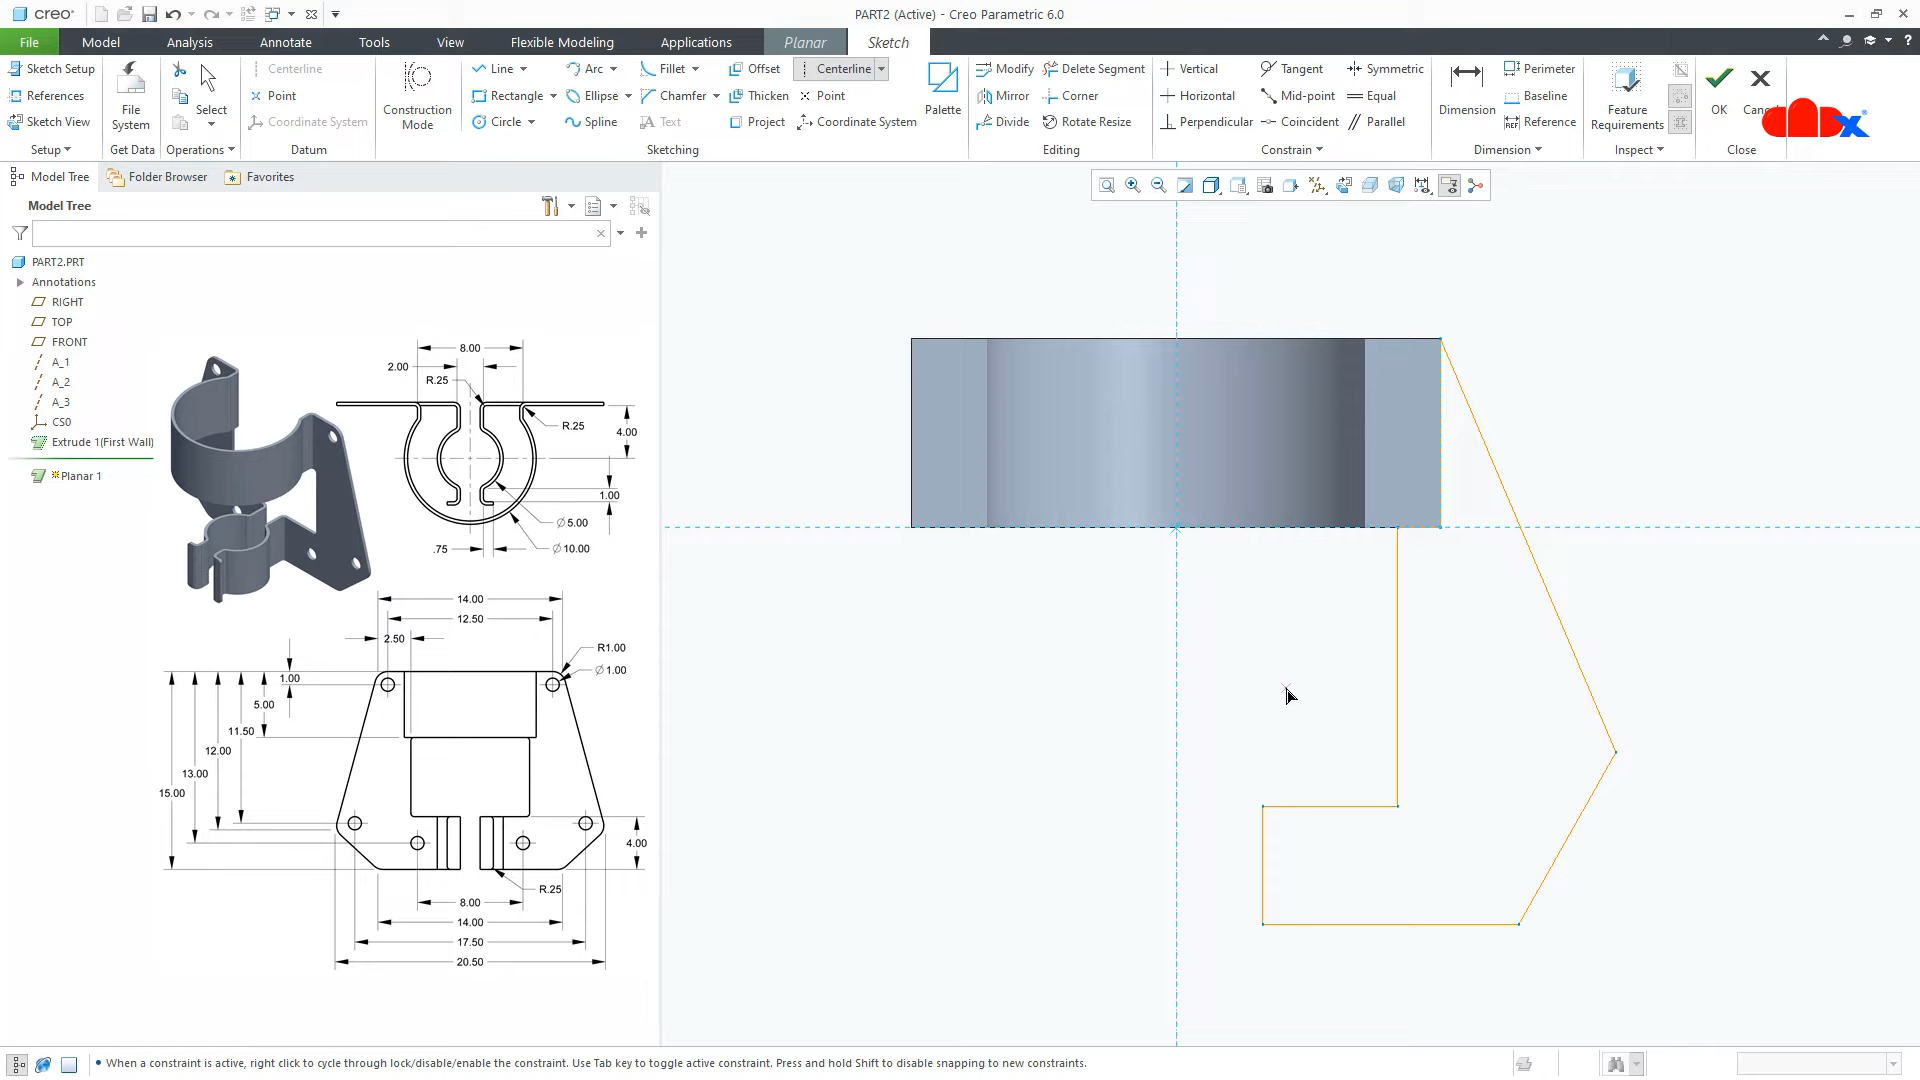 creo
PART2 (Active) - Creo Parametric 6.0
File Model Analysis Annotate Tools View Flexible Modeling Applications Planar Sketch
Sketch Setup
References
Sketch View
Setup
File System
Get Data
Select
Operations
Centerline
Point
Coordinate System
Datum
Construction Mode
Line Arc Fillet Offset Centerline
Rectangle Ellipse Chamfer Thicken Point
Circle Spline Text Project Coordinate System
Palette
Sketching
Modify Delete Segment
Mirror Corner
Divide Rotate Resize
Editing
Vertical Tangent Symmetric
Horizontal Mid-point Equal
Perpendicular Coincident Parallel
Constrain
Dimension
Perimeter
Baseline
REF Reference
Dimension
Feature Requirements
Inspect
OK
Close
Model Tree Folder Browser Favorites
Model Tree
PART2.PRT
Annotations
RIGHT
TOP
FRONT
A_1
A_2
A_3
CS0
Extrude 1(First Wall)
Planar 1
8.00
2.00
R.25
R.25
4.00
1.00
∅5.00
.75
∅10.00
14.00
12.50
2.50
R1.00
∅1.00
1.00
5.00
11.50
12.00
13.00
15.00
4.00
R.25
8.00
14.00
17.50
20.50
When a constraint is active, right click to cycle through lock/disable/enable the constraint. Use Tab key to toggle active constraint. Press and hold Shift to disable snapping to new constraints.